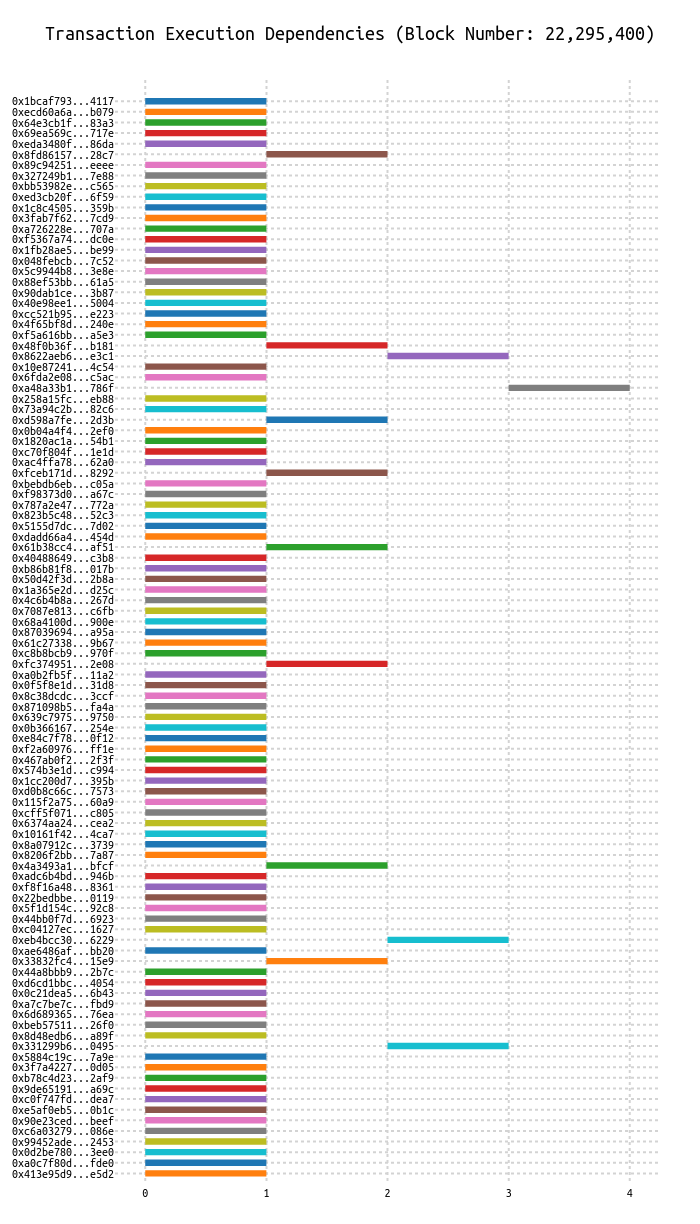 Transaction Execution Dependencies (Block Number: 22,295,400)
0x1bcaf793...4117
0xecd60a6a...b079
0x64e3cb1f...83a3
0x69ea569c...717e
0xeda3480f...86da
0x8fd86157...28c7
0x89c94251...eeee
0x327249b1...7e88
0xbb53982e...c565
0xed3cb20f...6f59
0x1c8c4505...359b
0x3fab7f62...7cd9
0xa726228e...707a
0xf5367a74...dc0e
0x1fb28ae5...be99
0x048febcb...7c52
0x5c9944b8...3e8e
0x88ef53bb...61a5
0x90dab1ce...3b87
0x40e98ee1...5004
0xcc521b95...e223
0x4f65bf8d...240e
0xf5a616bb...a5e3
0x48f0b36f...b181
0x8622aeb6...e3c1
0x10e87241...4c54
0x6fda2e08...c5ac
0xa48a33b1...786f
0x258a15fc...eb88
0x73a94c2b...82c6
0xd598a7fe...2d3b
0x0b04a4f4...2ef0
0x1820ac1a...54b1
0xc70f804f...1e1d
0xac4ffa78...62a0
0xfceb171d...8292
0xbebdb6eb...c05a
0xf98373d0...a67c
0x787a2e47...772a
0x823b5c48...52c3
0x5155d7dc...7d02
0xdadd66a4...454d
0x61b38cc4...af51
0x40488649...c3b8
0xb86b81f8...017b
0x50d42f3d...2b8a
0x1a365e2d...d25c
0x4c6b4b8a...267d
0x7087e813...c6fb
0x68a4100d...900e
0x87039694...a95a
0x61c27338...9b67
0xc8b8bcb9...970f
0xfc374951...2e08
0xa0b2fb5f...11a2
0x0f5f8e1d...31d8
0x8c38dcdc...3ccf
0x871098b5...fa4a
0x639c7975...9750
0x0b366167...254e
0xe84c7f78...0f12
0xf2a60976...ff1e
0x467ab0f2...2f3f
0x574b3e1d...c994
0x1cc200d7...395b
0xd0b8c66c...7573
0x115f2a75...60a9
0xcff5f071...c805
0x6374aa24...cea2
0x10161f42...4ca7
0x8a07912c...3739
0x8206f2bb...7a87
0x4a3493a1...bfcf
0xadc6b4bd...946b
0xf8f16a48...8361
0x22bedbbe...0119
0x5f1d154c...92c8
0x44bb0f7d...6923
0xc04127ec...1627
0xeb4bcc30...6229
0xae6486af...bb20
0x33832fc4...15e9
0x44a8bbb9...2b7c
0xd6cd1bbc...4054
0x0c21dea5...6b43
0xa7c7be7c...fbd9
0x6d689365...76ea
0xbeb57511...26f0
0x8d48edb6...a89f
0x331299b6...0495
0x5884c19c...7a9e
0x3f7a4227...0d05
0xb78c4d23...2af9
0x9de65191...a69c
0xc0f747fd...dea7
0xe5af0eb5...0b1c
0x90e23ced...beef
0xc6a03279...086e
0x99452ade...2453
0x0d2be780...3ee0
0xa0c7f80d...fde0
0x413e95d9...e5d2
0 1 2 3 4